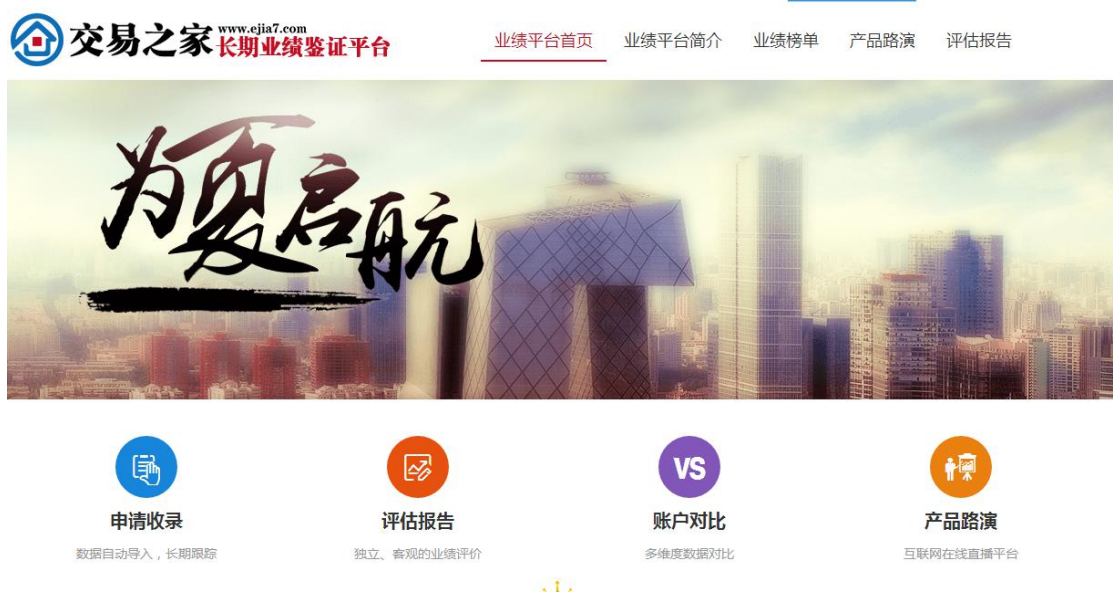 交易之家 www.ejia7.com
长期业绩鉴证平台
业绩平台首页 业绩平台简介 业绩榜单 产品路演 评估报告
为夏启航
VS
申请收录 评估报告 账户对比 产品路演
数据自动导入，长期跟踪 独立、客观的业绩评价 多维度数据对比 互联网在线直播平台